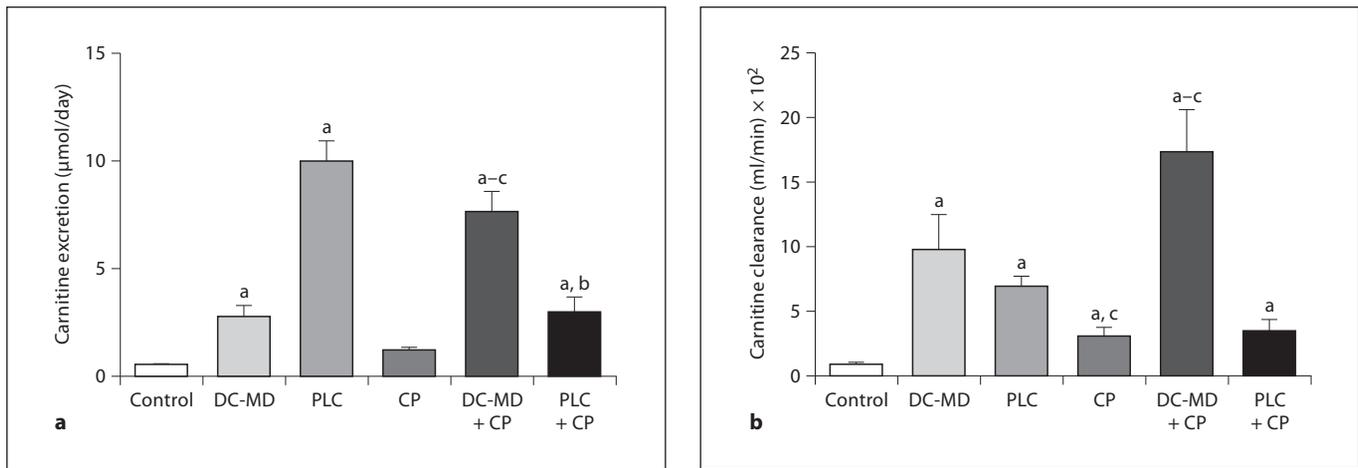 15
10
5
0
Carnitine excretion (µmol/day)
a
a
a–c
a, b
Control
DC-MD
PLC
CP
DC-MD
+ CP
PLC
+ CP
a
25
20
15
10
5
0
Carnitine clearance (ml/min) × 10²
a
a
a, c
a–c
a
Control
DC-MD
PLC
CP
DC-MD
+ CP
PLC
+ CP
b